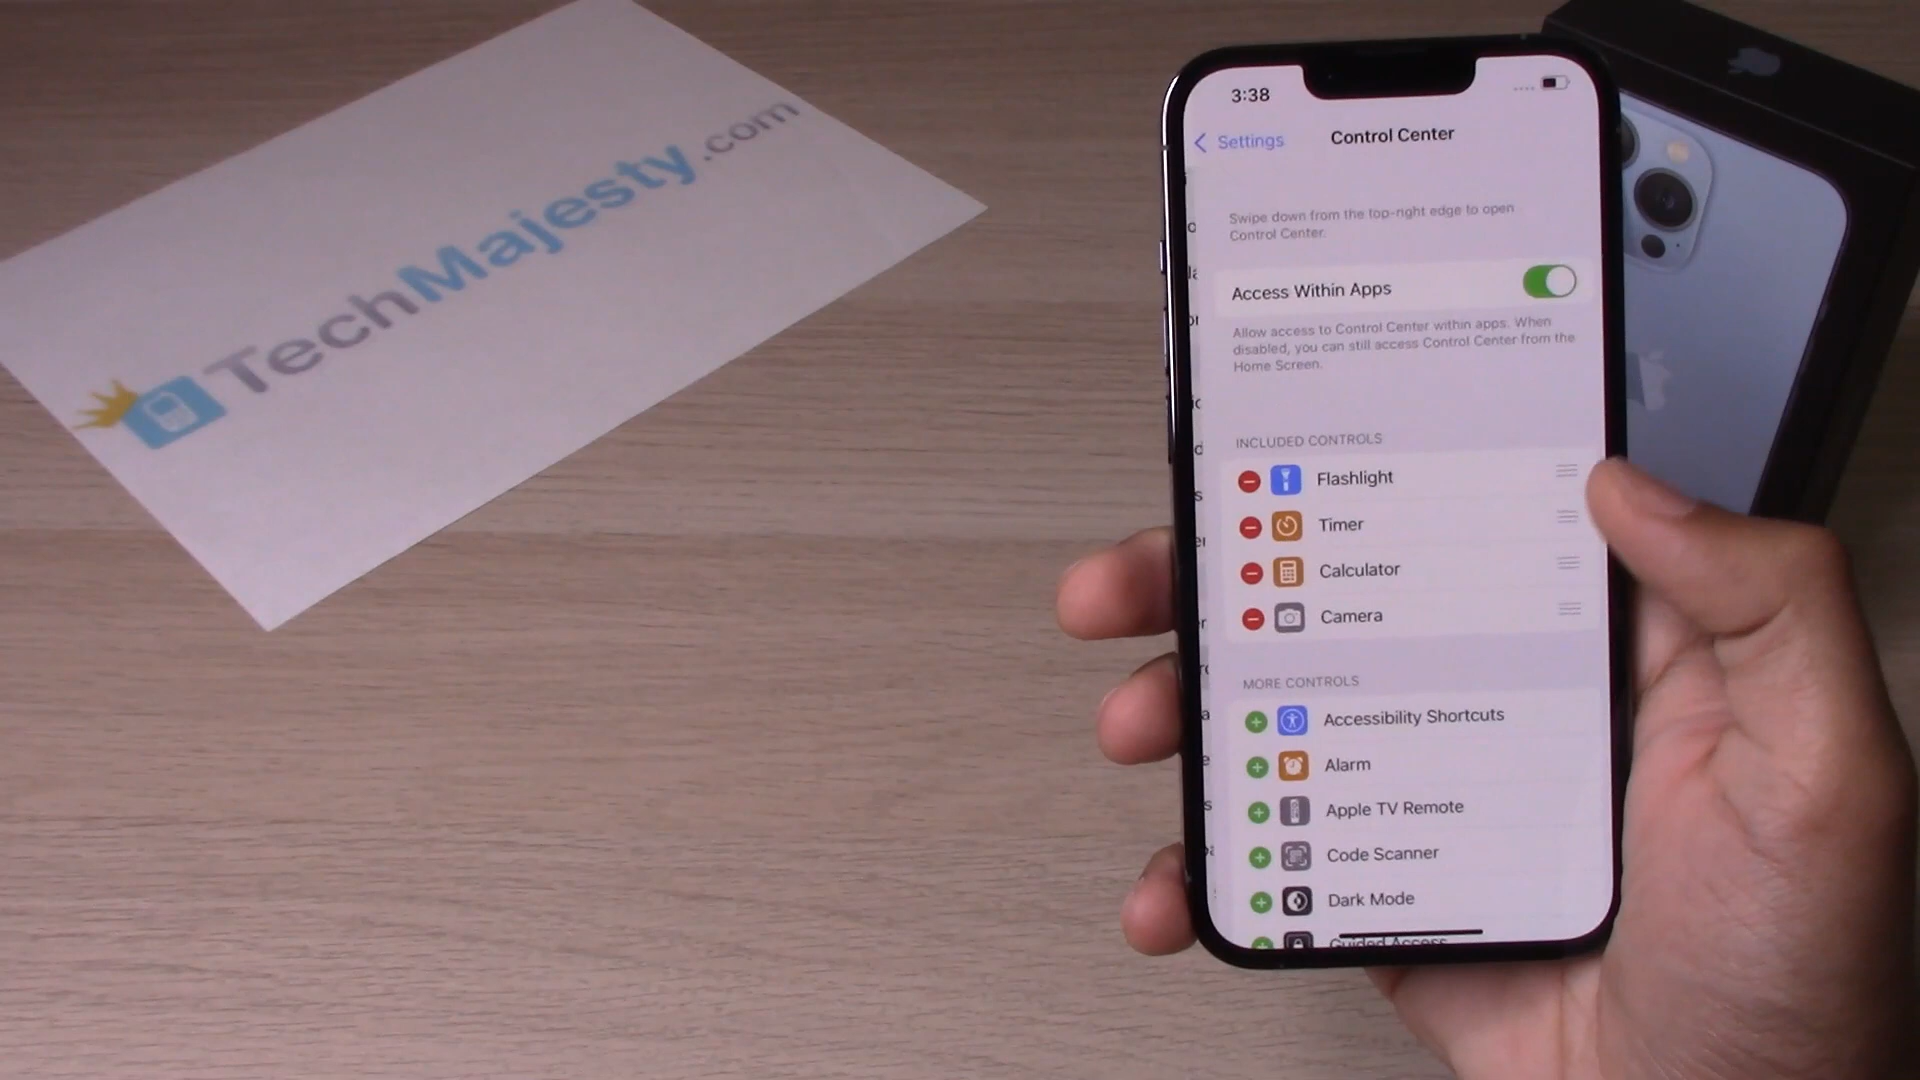 TechMajesty.com
3:38
Settings
Control Center
Swipe down from the top-right edge to open
Control Center.
Access Within Apps
Allow access to Control Center within apps. When
disabled, you can still access Control Center from the
Home Screen.
INCLUDED CONTROLS
Flashlight
Timer
Calculator
Camera
MORE CONTROLS
Accessibility Shortcuts
Alarm
Apple TV Remote
Code Scanner
Dark Mode
Guided Access